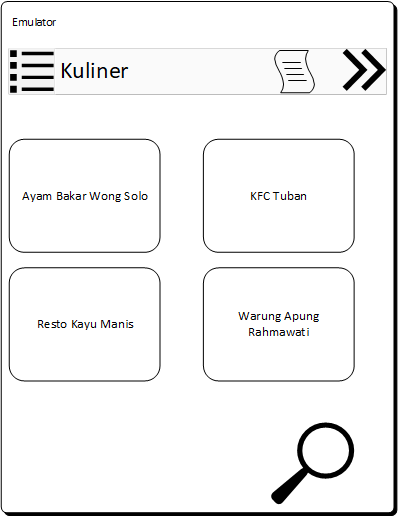 Emulator
Kuliner
Ayam Bakar Wong Solo
KFC Tuban
Resto Kayu Manis
Warung Apung
Rahmawati